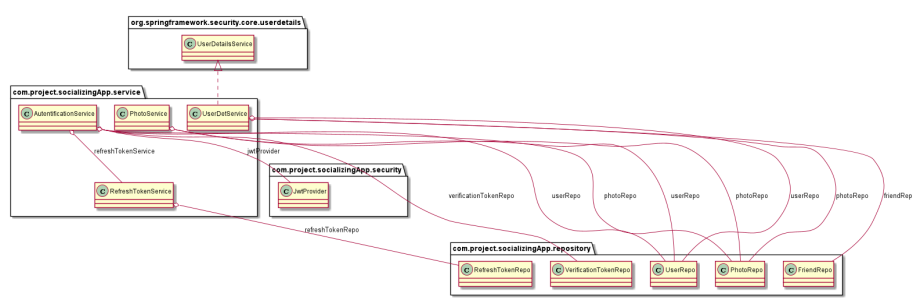 org.springframework.security.core.userdetails
C UserDetailsService
com.project.socializingApp.service
C AutentificationService
C PhotoService
C UserDetService
refreshTokenService
jwtProvider
com.project.socializingApp.security
C RefreshTokenService
C JwtProvider
verificationTokenRepo
userRepo
photoRepo
userRepo
photoRepo
userRepo
photoRepo
friendRep
refreshTokenRepo
com.project.socializingApp.repository
C RefreshTokenRepo
C VerificationTokenRepo
C UserRepo
C PhotoRepo
C FriendRepo